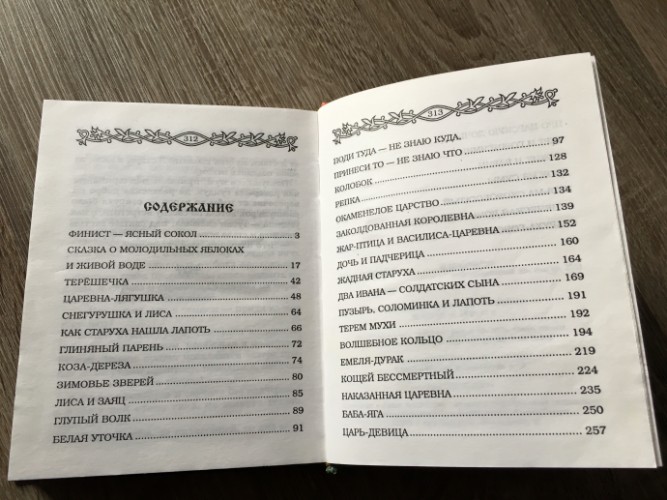 312
СОДЕРЖАНИЕ
ФИНИСТ — ЯСНЫЙ СОКОЛ ........ 3
СКАЗКА О МОЛОДИЛЬНЫХ ЯБЛОКАХ
И ЖИВОЙ ВОДЕ ........ 17
ТЕРЁШЕЧКА ........ 42
ЦАРЕВНА-ЛЯГУШКА ........ 48
СНЕГУРУШКА И ЛИСА ........ 64
КАК СТАРУХА НАШЛА ЛАПОТЬ ........ 66
ГЛИНЯНЫЙ ПАРЕНЬ ........ 72
КОЗА-ДЕРЕЗА ........ 74
ЗИМОВЬЕ ЗВЕРЕЙ ........ 80
ЛИСА И ЗАЯЦ ........ 85
ГЛУПЫЙ ВОЛК ........ 89
БЕЛАЯ УТОЧКА ........ 91
313
ПОДИ ТУДА — НЕ ЗНАЮ КУДА,
ПРИНЕСИ ТО — НЕ ЗНАЮ ЧТО ........ 97
КОЛОБОК ........ 128
РЕПКА ........ 132
ОКАМЕНЕЛОЕ ЦАРСТВО ........ 134
ЗАКОЛДОВАННАЯ КОРОЛЕВНА ........ 139
ЖАР-ПТИЦА И ВАСИЛИСА-ЦАРЕВНА ........ 152
ДОЧЬ И ПАДЧЕРИЦА ........ 160
ЖАДНАЯ СТАРУХА ........ 164
ДВА ИВАНА — СОЛДАТСКИХ СЫНА ........ 169
ПУЗЫРЬ, СОЛОМИНКА И ЛАПОТЬ ........ 191
ТЕРЕМ МУХИ ........ 192
ВОЛШЕБНОЕ КОЛЬЦО ........ 194
ЕМЕЛЯ-ДУРАК ........ 219
КОЩЕЙ БЕССМЕРТНЫЙ ........ 224
НАКАЗАННАЯ ЦАРЕВНА ........ 235
БАБА-ЯГА ........ 250
ЦАРЬ-ДЕВИЦА ........ 257